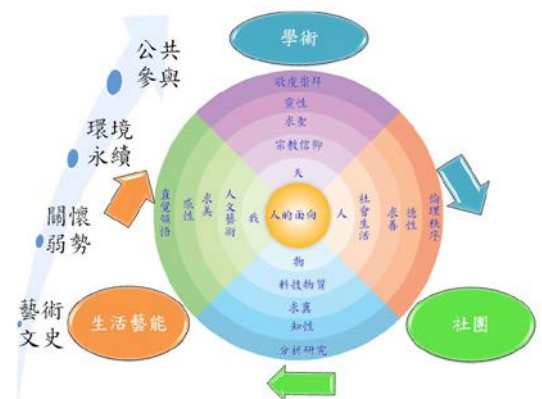 學術
公共
參與
環境
永續
關懷
弱勢
藝術
文史
敬虔崇拜
靈性
求聖
宗教信仰
天
直覺領悟
感性
求美
人文藝術
我
人的面向
人
社會生活
求善
德性
倫理秩序
物
科技物質
求真
知性
分析研究
生活藝能
社團